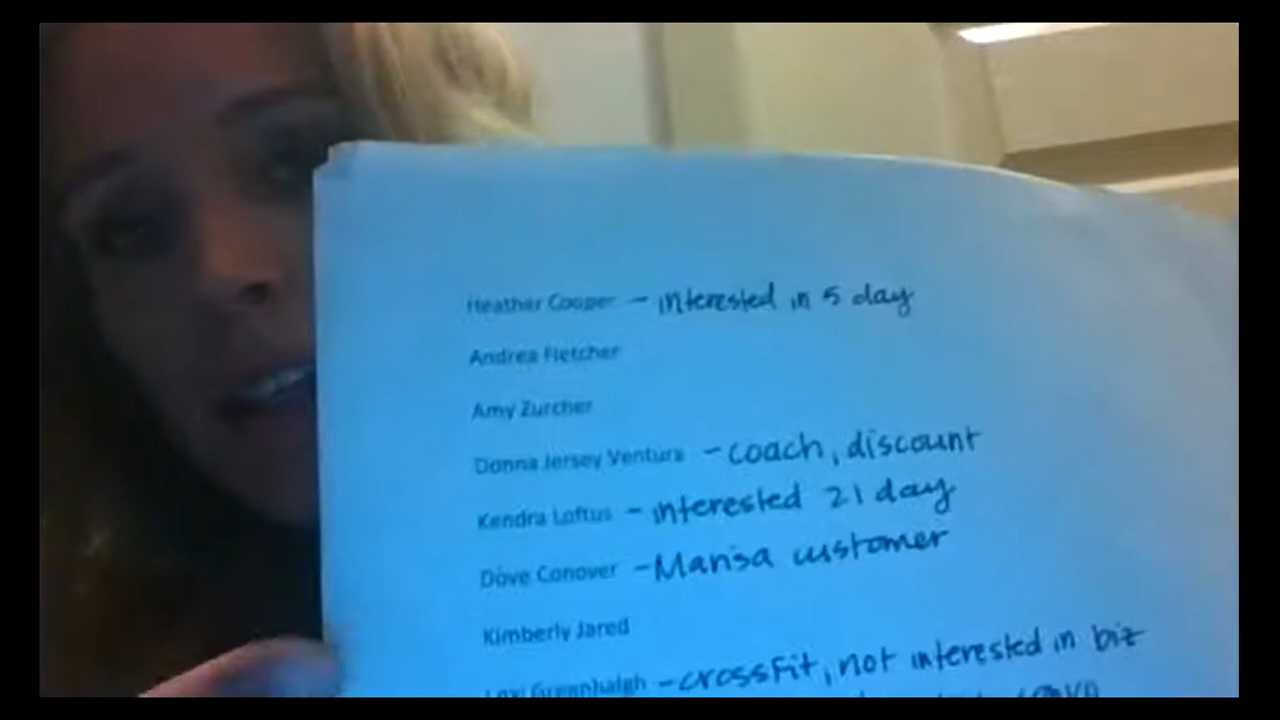 Heather Cooper - interested in 5 day
Andrea Fletcher
Amy Zurcher
Donna Jersey Ventura - coach, discount
Kendra Loftus - interested 21 day
Dove Conover - Marisa customer
Kimberly Jared
Greenhalgh - crossfit, not interested in biz